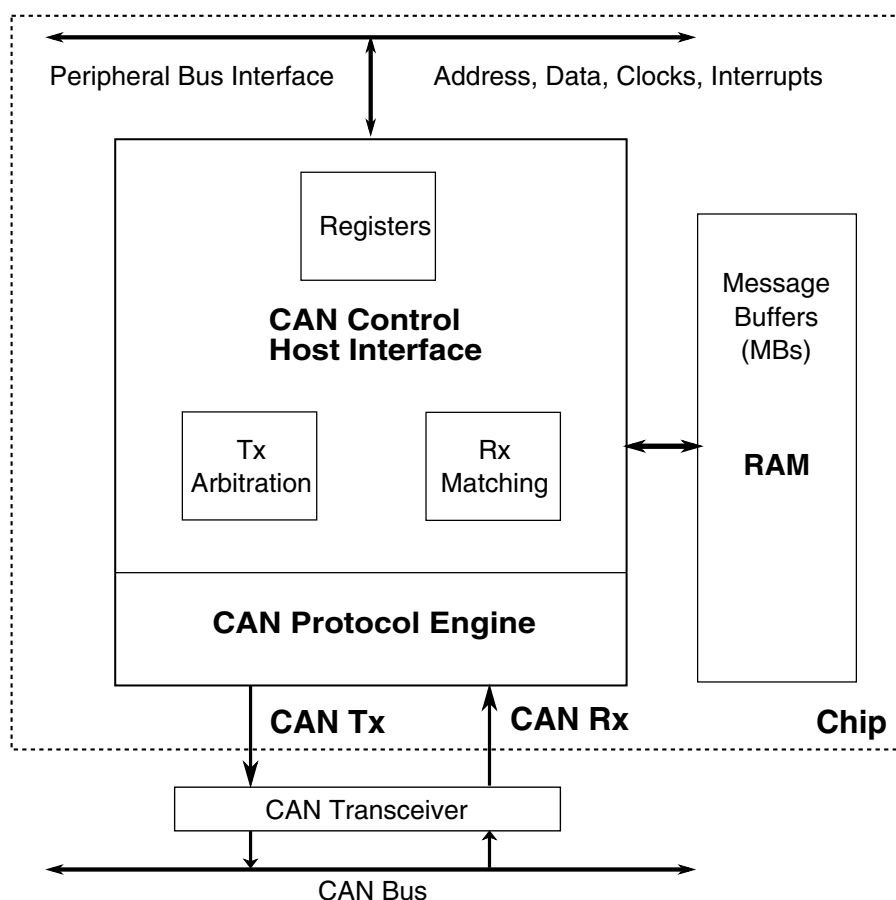 Peripheral Bus Interface
Address, Data, Clocks, Interrupts
Registers
CAN Control
Host Interface
Message
Buffers
(MBs)
Tx
Arbitration
Rx
Matching
RAM
CAN Protocol Engine
CAN Tx
CAN Rx
Chip
CAN Transceiver
CAN Bus